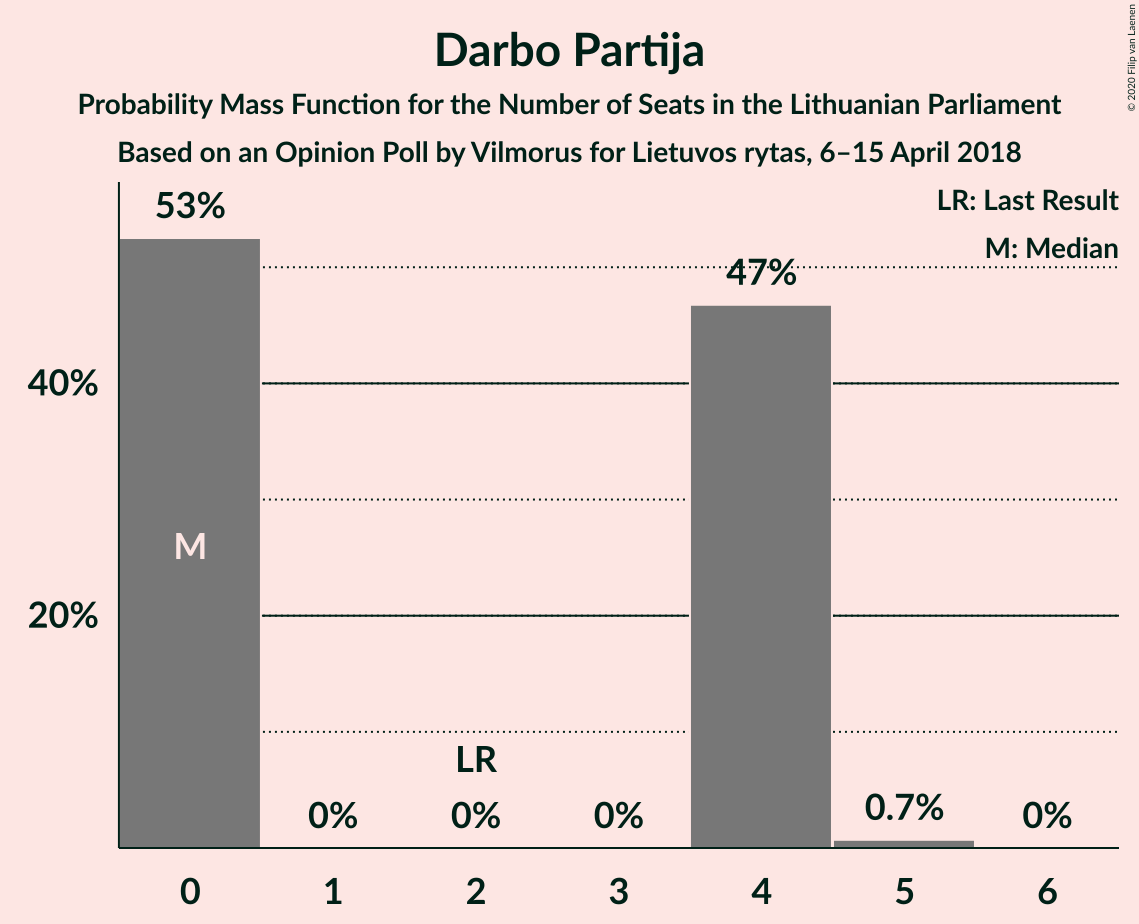 Darbo Partija
Probability Mass Function for the Number of Seats in the Lithuanian Parliament
Based on an Opinion Poll by Vilmorus for Lietuvos rytas, 6–15 April 2018
© 2020 Filip van Laenen
LR: Last Result
M: Median
53%
47%
40%
M
20%
LR
0%
0%
0%
0.7%
0%
0
1
2
3
4
5
6